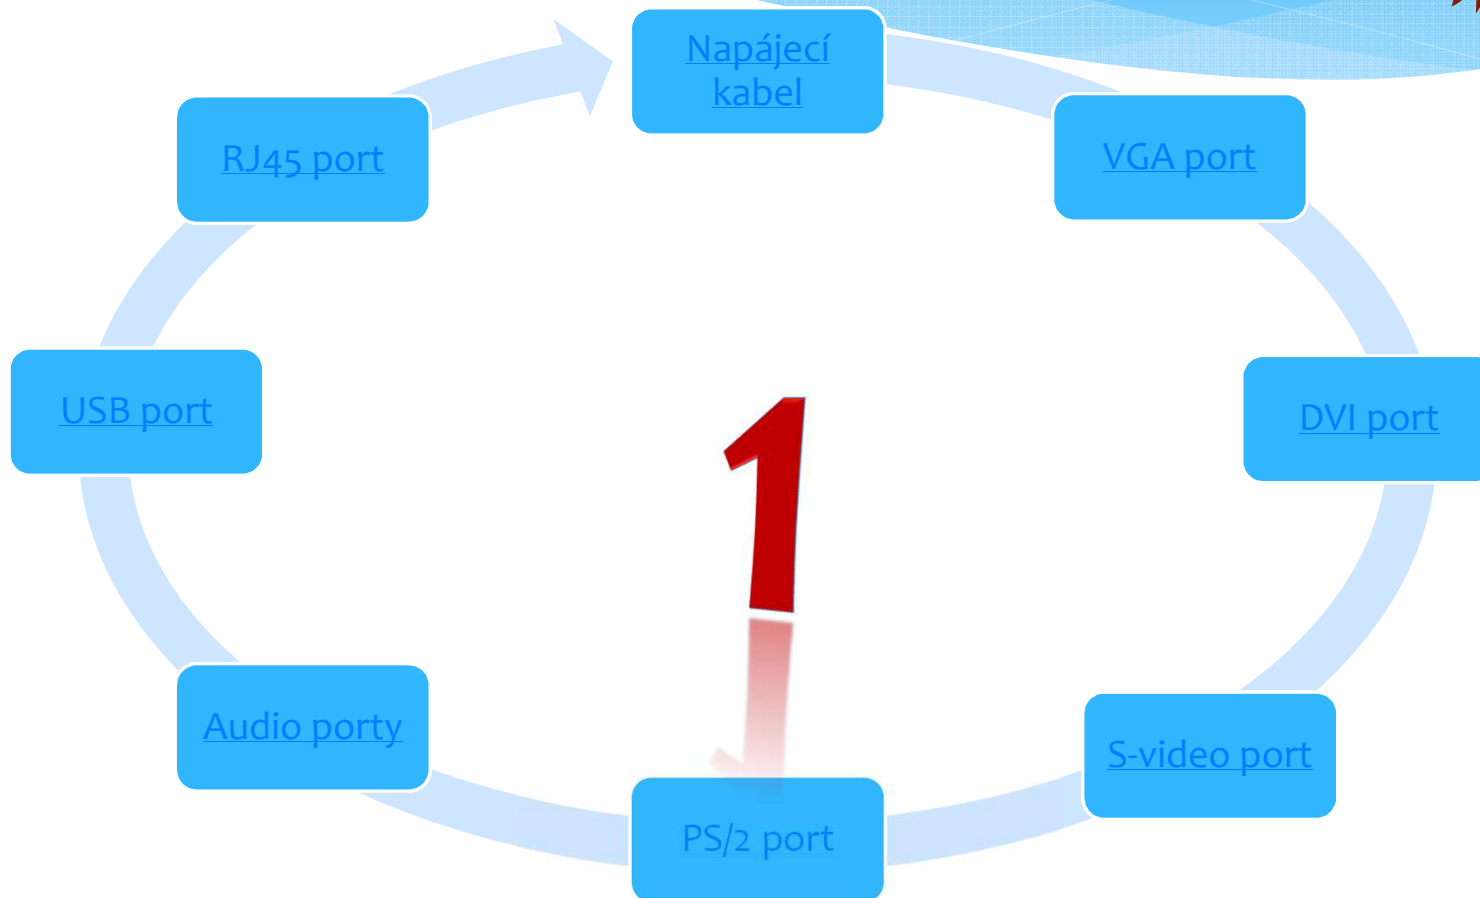 Napájecí
kabel
VGA port
DVI port
S-video port
PS/2 port
Audio porty
USB port
RJ45 port
1